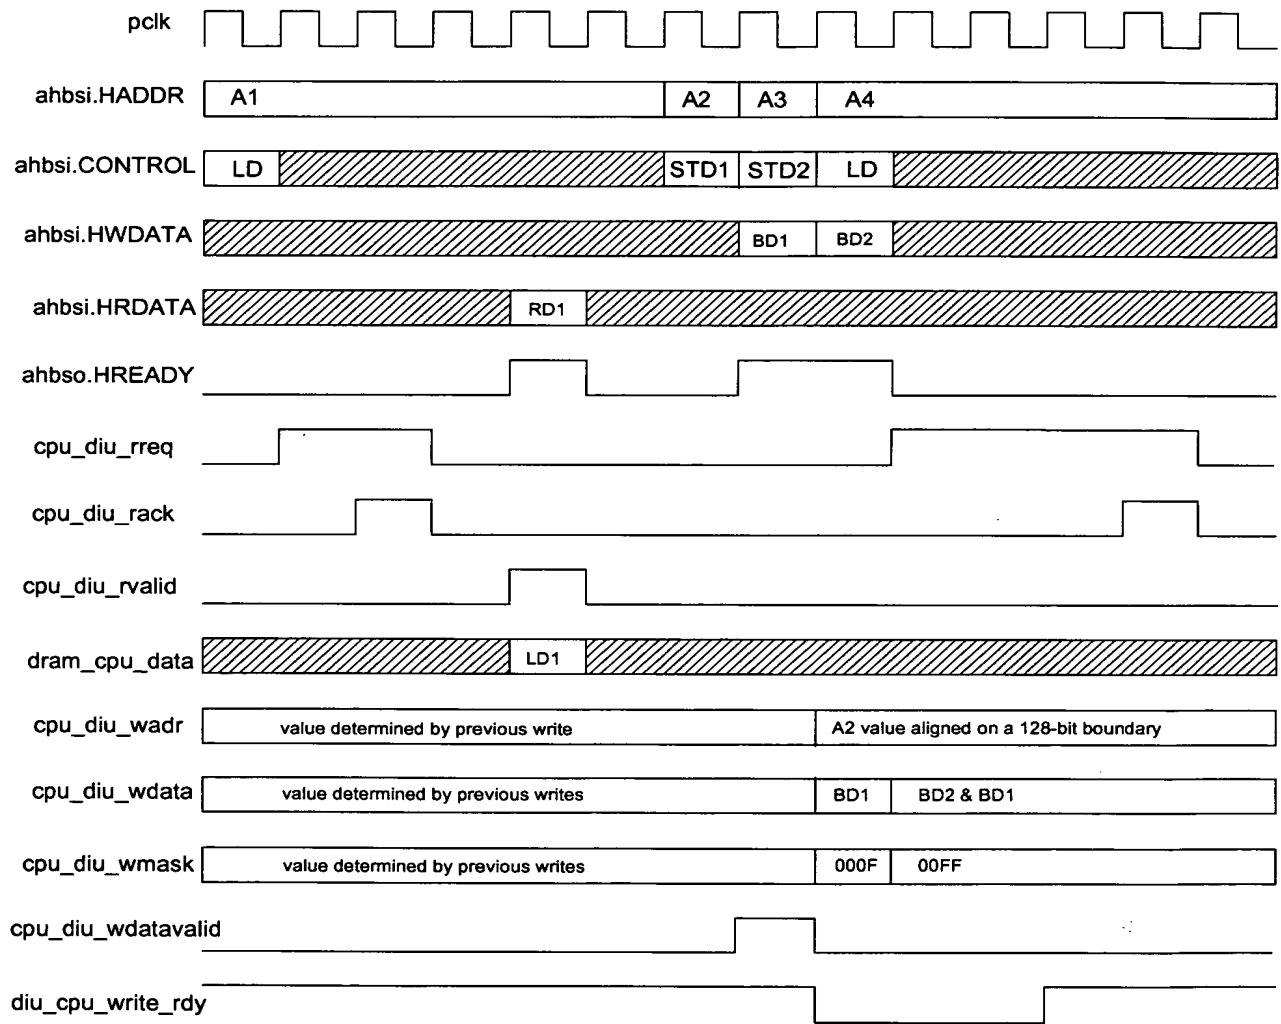 pclk
ahbsi.HADDR A1 A2 A3 A4
ahbsi.CONTROL LD STD1 STD2 LD
ahbsi.HWDATA BD1 BD2
ahbsi.HRDATA RD1
ahbso.HREADY
cpu_diu_rreq
cpu_diu_rack
cpu_diu_rvalid
dram_cpu_data LD1
cpu_diu_wadr value determined by previous write A2 value aligned on a 128-bit boundary
cpu_diu_wdata value determined by previous writes BD1 BD2 & BD1
cpu_diu_wmask value determined by previous writes 000F 00FF
cpu_diu_wdatavalid
diu_cpu_write_rdy